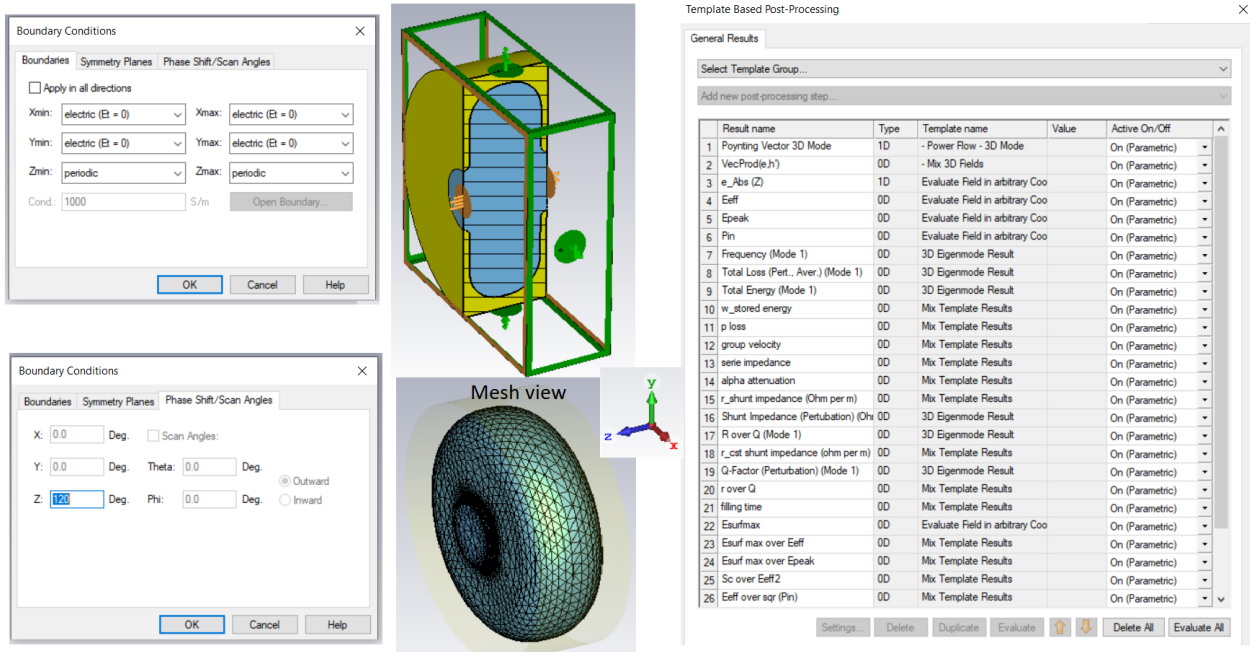 Boundary Conditions
Boundaries Symmetry Planes Phase Shift/Scan Angles
Apply in all directions
Xmin: electric (Et = 0) Xmax: electric (Et = 0)
Ymin: electric (Et = 0) Ymax: electric (Et = 0)
Zmin: periodic Zmax: periodic
Cond.: 1000 S/m Open Boundary...
OK Cancel Help
Boundary Conditions
Boundaries Symmetry Planes Phase Shift/Scan Angles
X: 0.0 Deg. Scan Angles:
Y: 0.0 Deg. Theta: 0.0 Deg.
Outward
Z: 120 Deg. Phi: 0.0 Deg.
Inward
OK Cancel Help
Mesh view
y
z
x
Template Based Post-Processing
General Results
Select Template Group...
Add new post-processing step...
Result name Type Template name Value Active On/Off
1 Poynting Vector 3D Mode 1D - Power Flow - 3D Mode On (Parametric)
2 VecProd(e,h') 0D - Mix 3D Fields On (Parametric)
3 e_Abs (Z) 1D Evaluate Field in arbitrary Coo On (Parametric)
4 Eeff 0D Evaluate Field in arbitrary Coo On (Parametric)
5 Epeak 0D Evaluate Field in arbitrary Coo On (Parametric)
6 Pin 0D Evaluate Field in arbitrary Coo On (Parametric)
7 Frequency (Mode 1) 0D 3D Eigenmode Result On (Parametric)
8 Total Loss (Pert., Aver.) (Mode 1) 0D 3D Eigenmode Result On (Parametric)
9 Total Energy (Mode 1) 0D 3D Eigenmode Result On (Parametric)
10 w_stored energy 0D Mix Template Results On (Parametric)
11 p loss 0D Mix Template Results On (Parametric)
12 group velocity 0D Mix Template Results On (Parametric)
13 serie impedance 0D Mix Template Results On (Parametric)
14 alpha attenuation 0D Mix Template Results On (Parametric)
15 r_shunt impedance (Ohm per m) 0D Mix Template Results On (Parametric)
16 Shunt Impedance (Pertubation) (Oh 0D 3D Eigenmode Result On (Parametric)
17 R over Q (Mode 1) 0D 3D Eigenmode Result On (Parametric)
18 r_cst shunt impedance (ohm per m) 0D Mix Template Results On (Parametric)
19 Q-Factor (Perturbation) (Mode 1) 0D 3D Eigenmode Result On (Parametric)
20 r over Q 0D Mix Template Results On (Parametric)
21 filling time 0D Mix Template Results On (Parametric)
22 Esurfmax 0D Evaluate Field in arbitrary Coo On (Parametric)
23 Esurf max over Eeff 0D Mix Template Results On (Parametric)
24 Esurf max over Epeak 0D Mix Template Results On (Parametric)
25 Sc over Eeff2 0D Mix Template Results On (Parametric)
26 Eeff over sqr (Pin) 0D Mix Template Results On (Parametric)
Settings... Delete Duplicate Evaluate Delete All Evaluate All